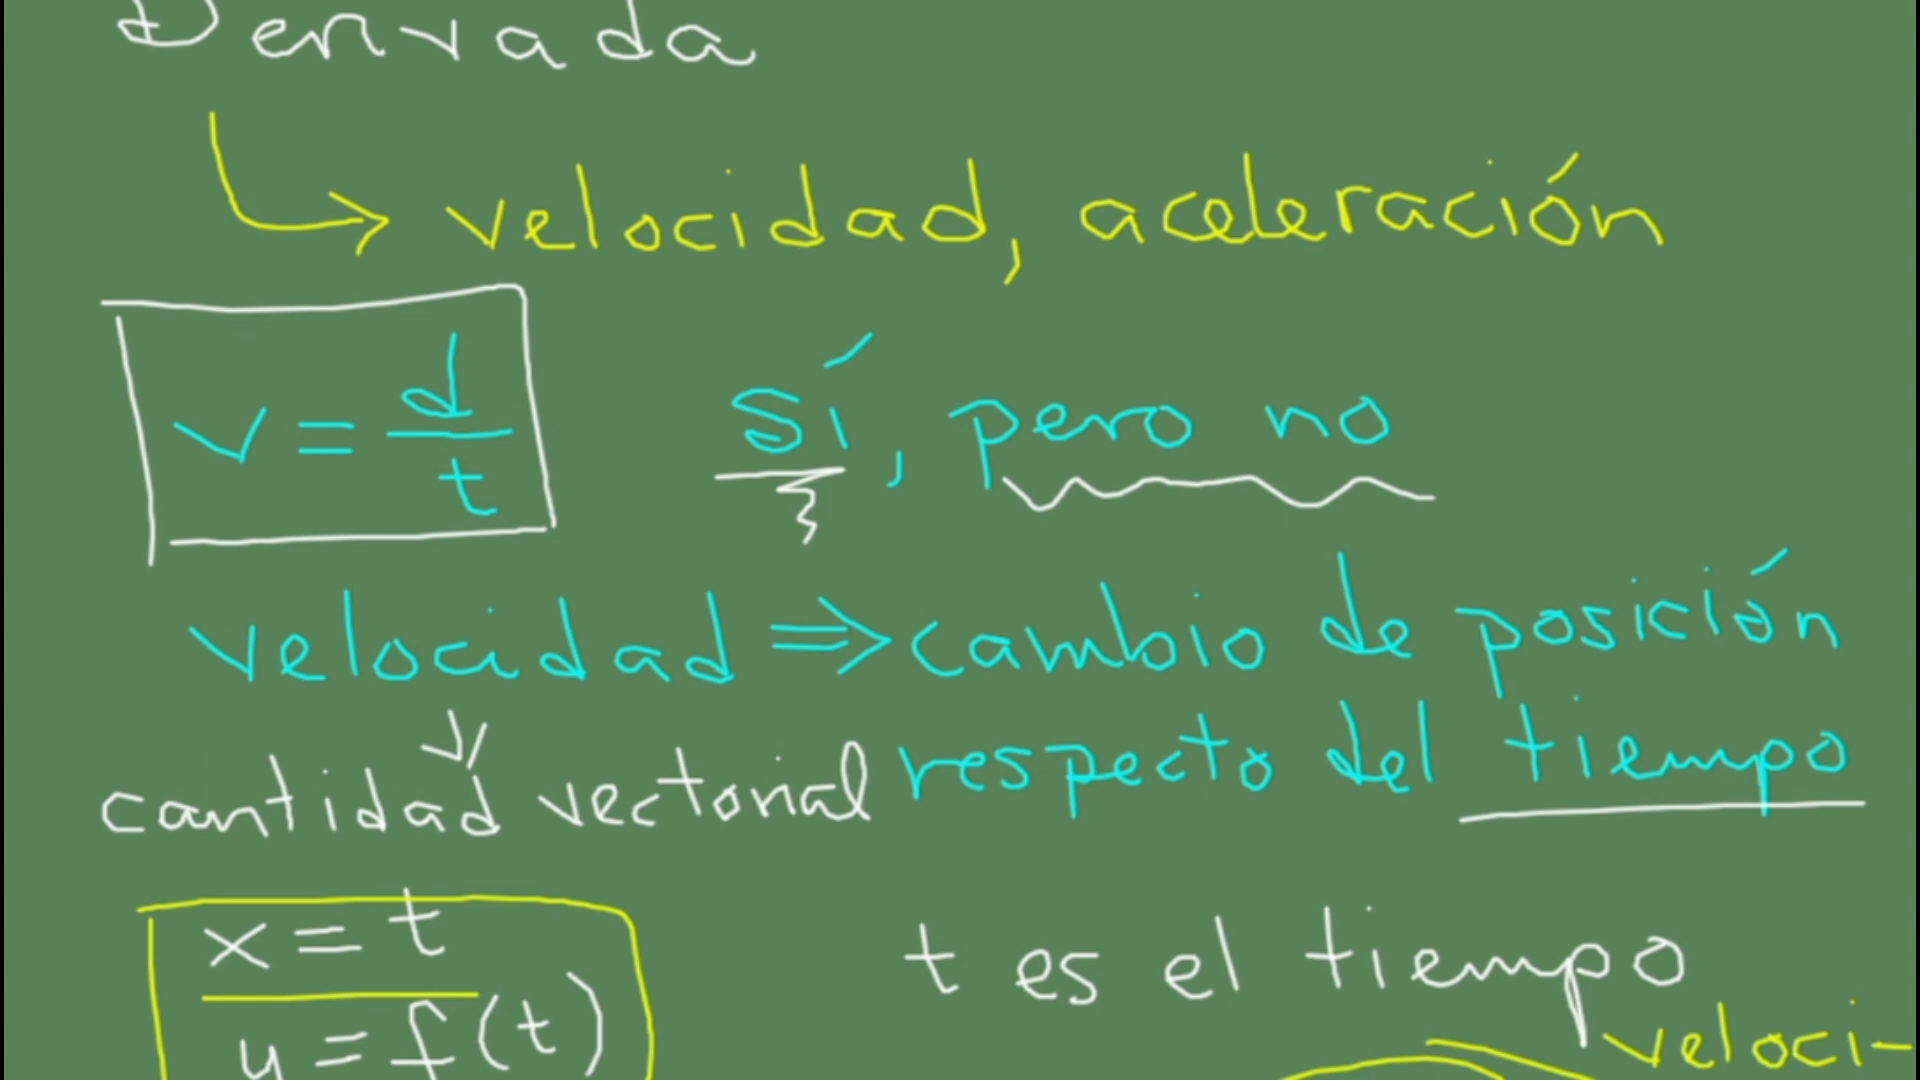 Derivada
velocidad, aceleración
v = d/t
sí, pero no
velocidad ⇒ cambio de posición
respecto del tiempo
cantidad vectorial
x = t
y = f(t)
t es el tiempo
veloci-